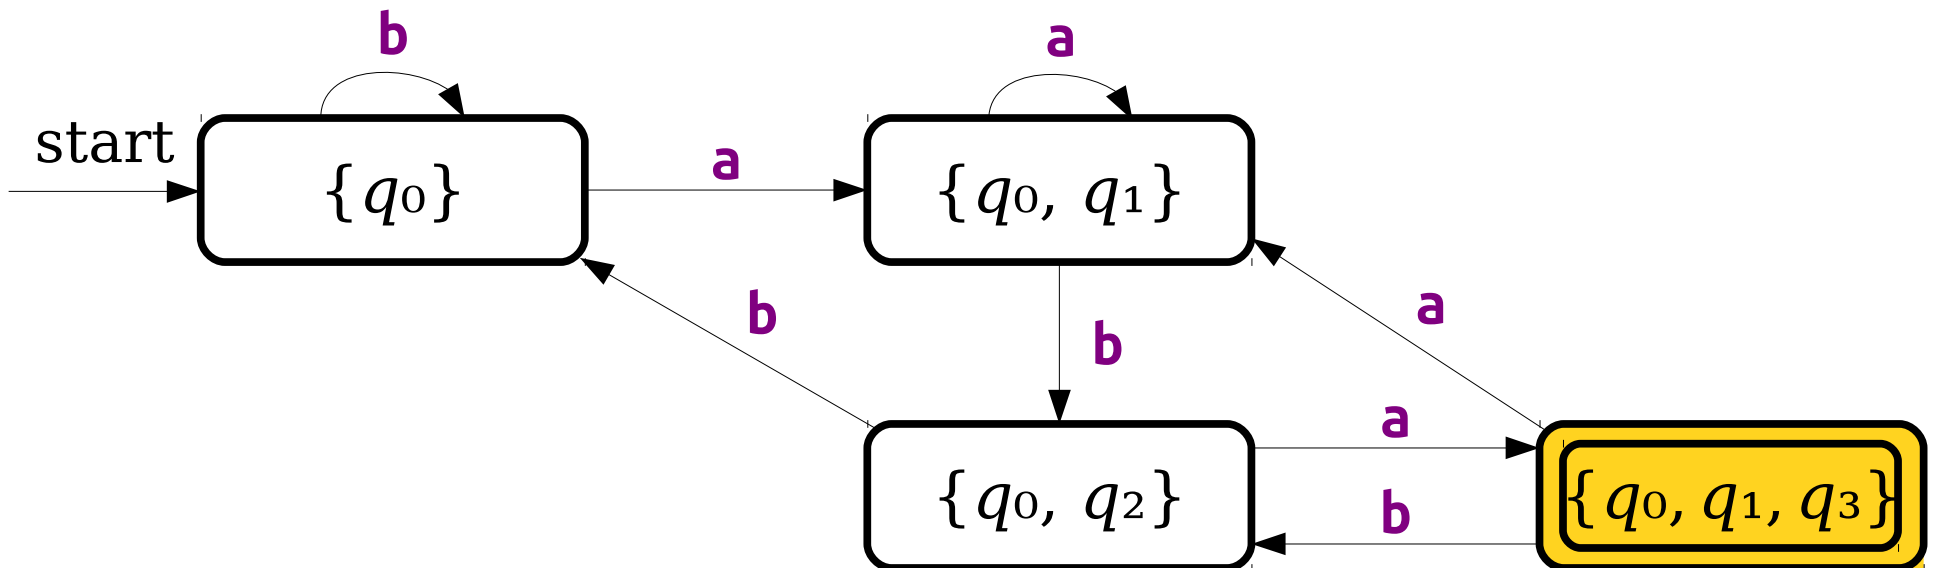 b
a
start
{q₀}
a
{q₀, q₁}
b
b
a
a
{q₀, q₂}
b
{q₀, q₁, q₃}